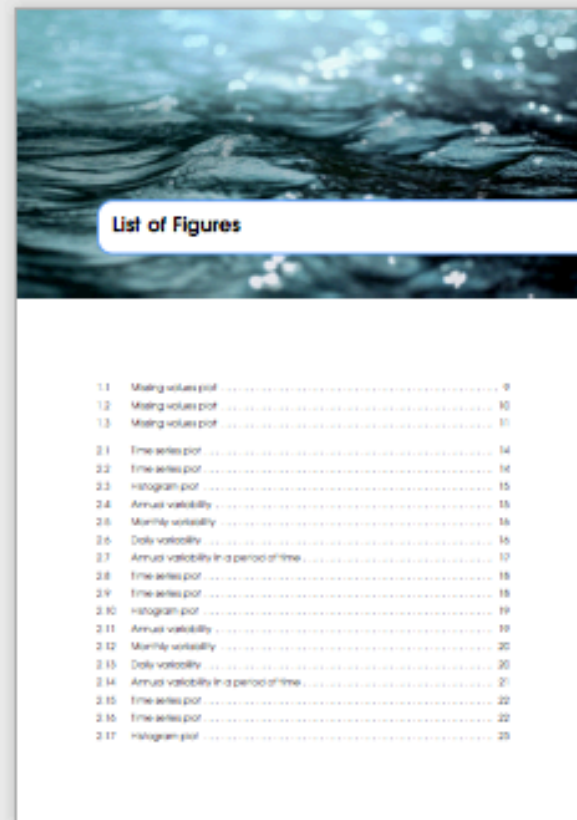 List of Figures
1.1 Missing values plot 9
1.2 Missing values plot 10
1.3 Missing values plot 11
2.1 Time series plot 14
2.2 Time series plot 14
2.3 Histogram plot 15
2.4 Annual variability 15
2.5 Monthly variability 16
2.6 Daily variability 16
2.7 Annual variability in a period of time 17
2.8 Time series plot 18
2.9 Time series plot 18
2.10 Histogram plot 19
2.11 Annual variability 19
2.12 Monthly variability 20
2.13 Daily variability 20
2.14 Annual variability in a period of time 21
2.15 Time series plot 22
2.16 Time series plot 22
2.17 Histogram plot 23